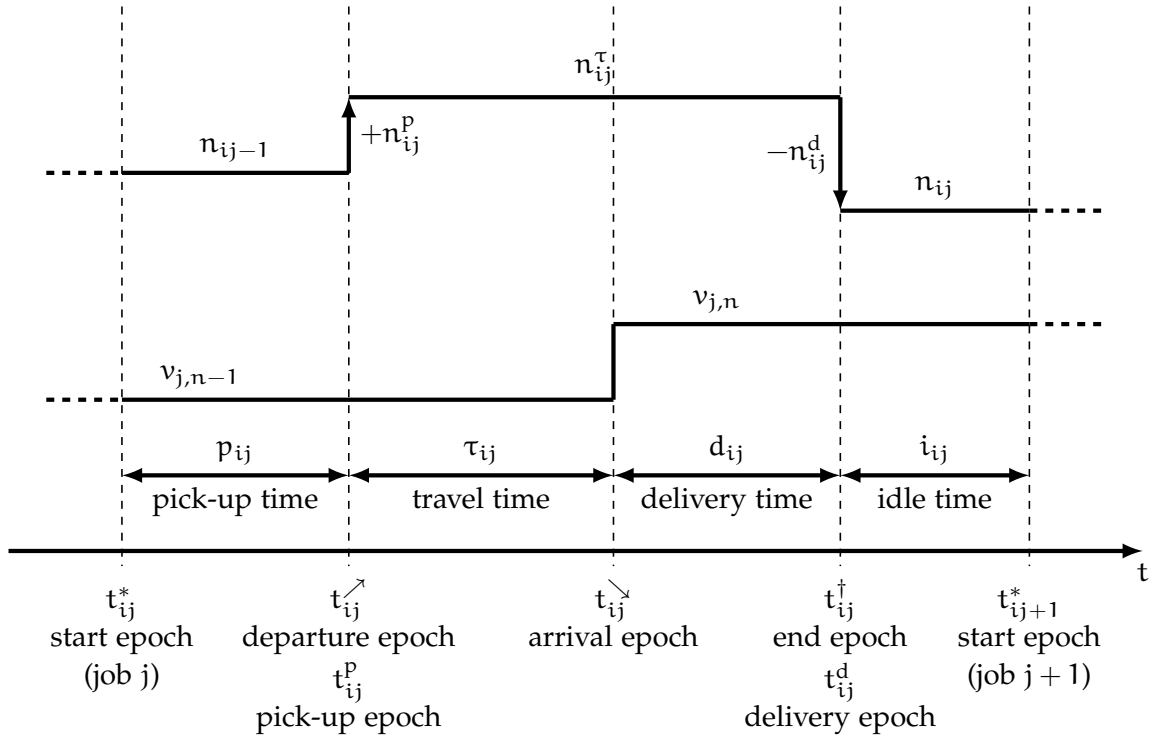 n_{ij}^τ
+n_{ij}^p
n_{ij−1}
−n_{ij}^d
n_{ij}
v_{j,n}
v_{j,n−1}
p_{ij} τ_{ij} d_{ij} i_{ij}
pick-up time travel time delivery time idle time
t
t_{ij}^* t_{ij}^↗ t_{ij}^↘ t_{ij}^† t_{ij+1}^*
start epoch departure epoch arrival epoch end epoch start epoch
(job j) t_{ij}^p t_{ij}^d (job j + 1)
pick-up epoch delivery epoch